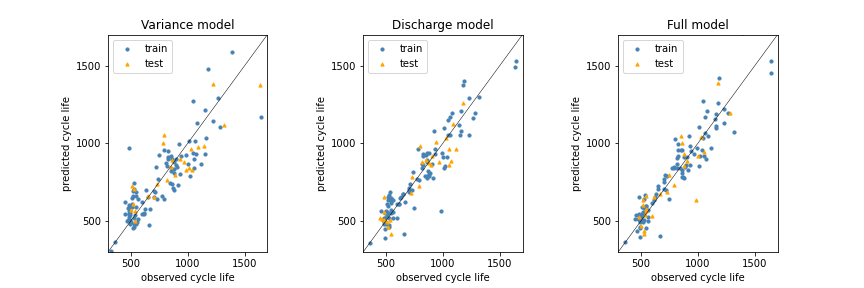 Variance model
train
test
1500
1000
500
500
1000
1500
predicted cycle life
observed cycle life
Discharge model
train
test
1500
1000
500
500
1000
1500
predicted cycle life
observed cycle life
Full model
train
test
1500
1000
500
500
1000
1500
predicted cycle life
observed cycle life